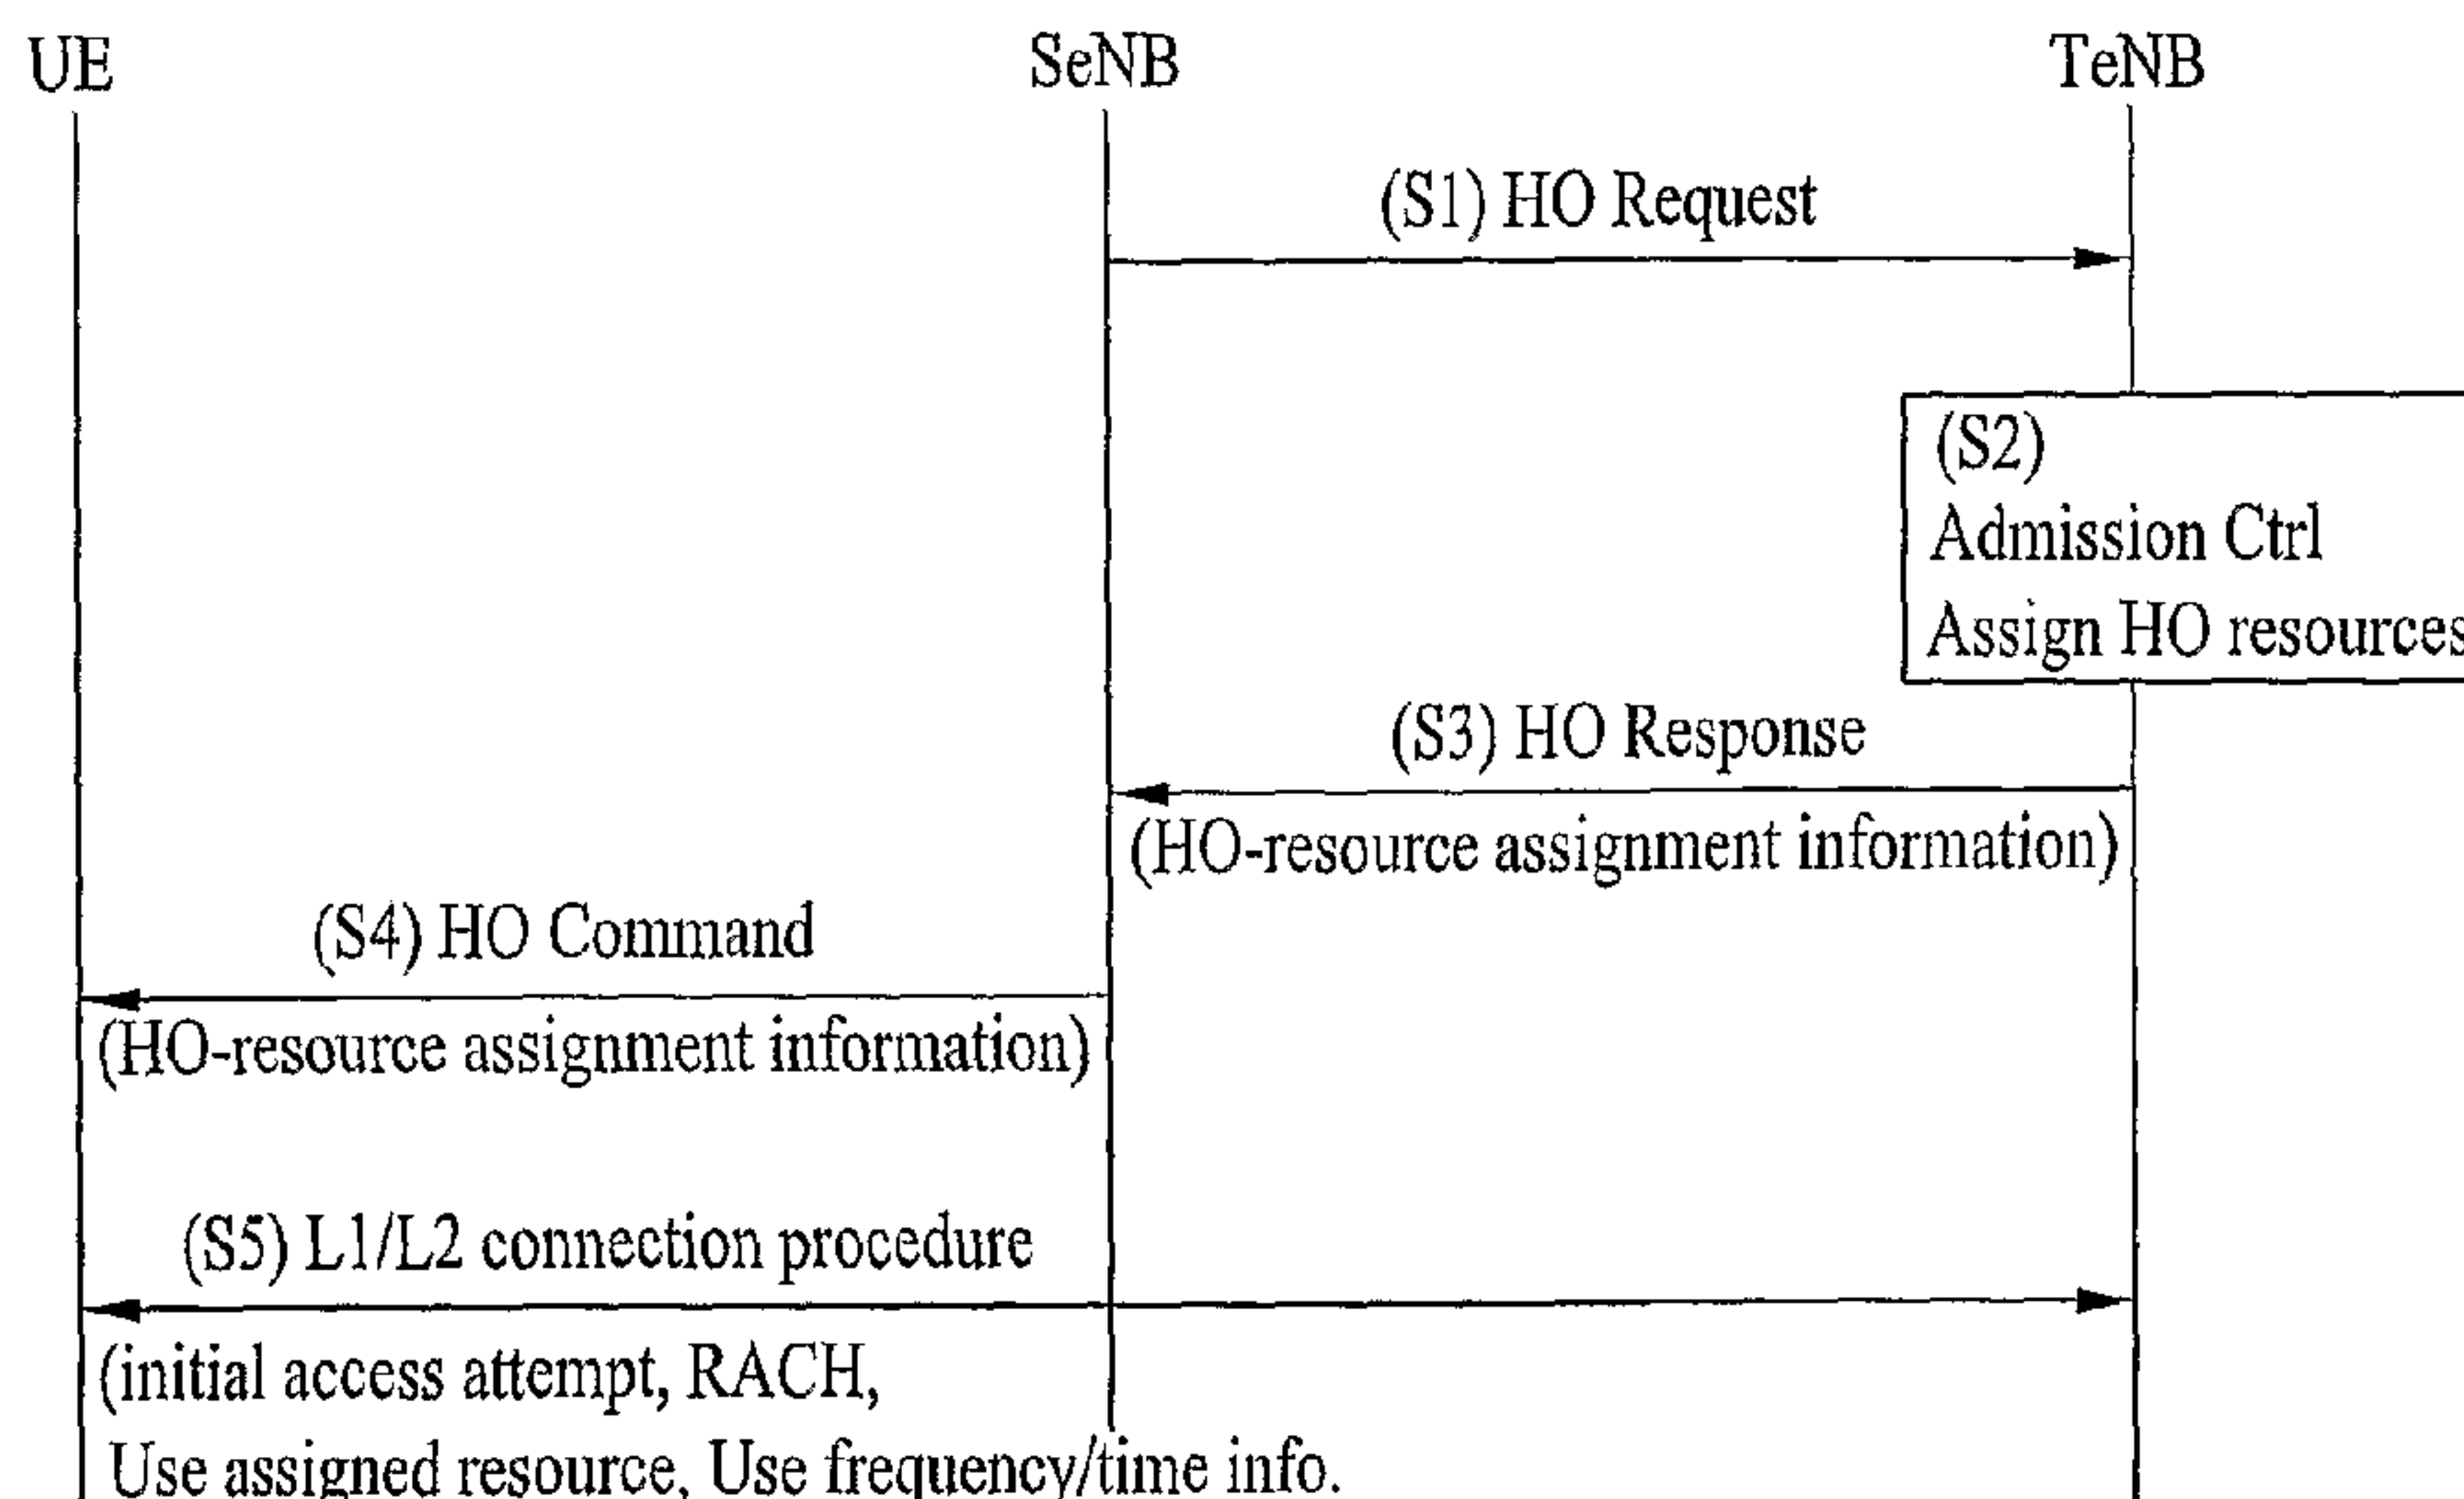 UE
SeNB
TeNB
(S1) HO Request
(S2)
Admission Ctrl
Assign HO resources
(S3) HO Response
(HO-resource assignment information)
(S4) HO Command
(HO-resource assignment information)
(S5) L1/L2 connection procedure
(initial access attempt, RACH,
Use assigned resource, Use frequency/time info.